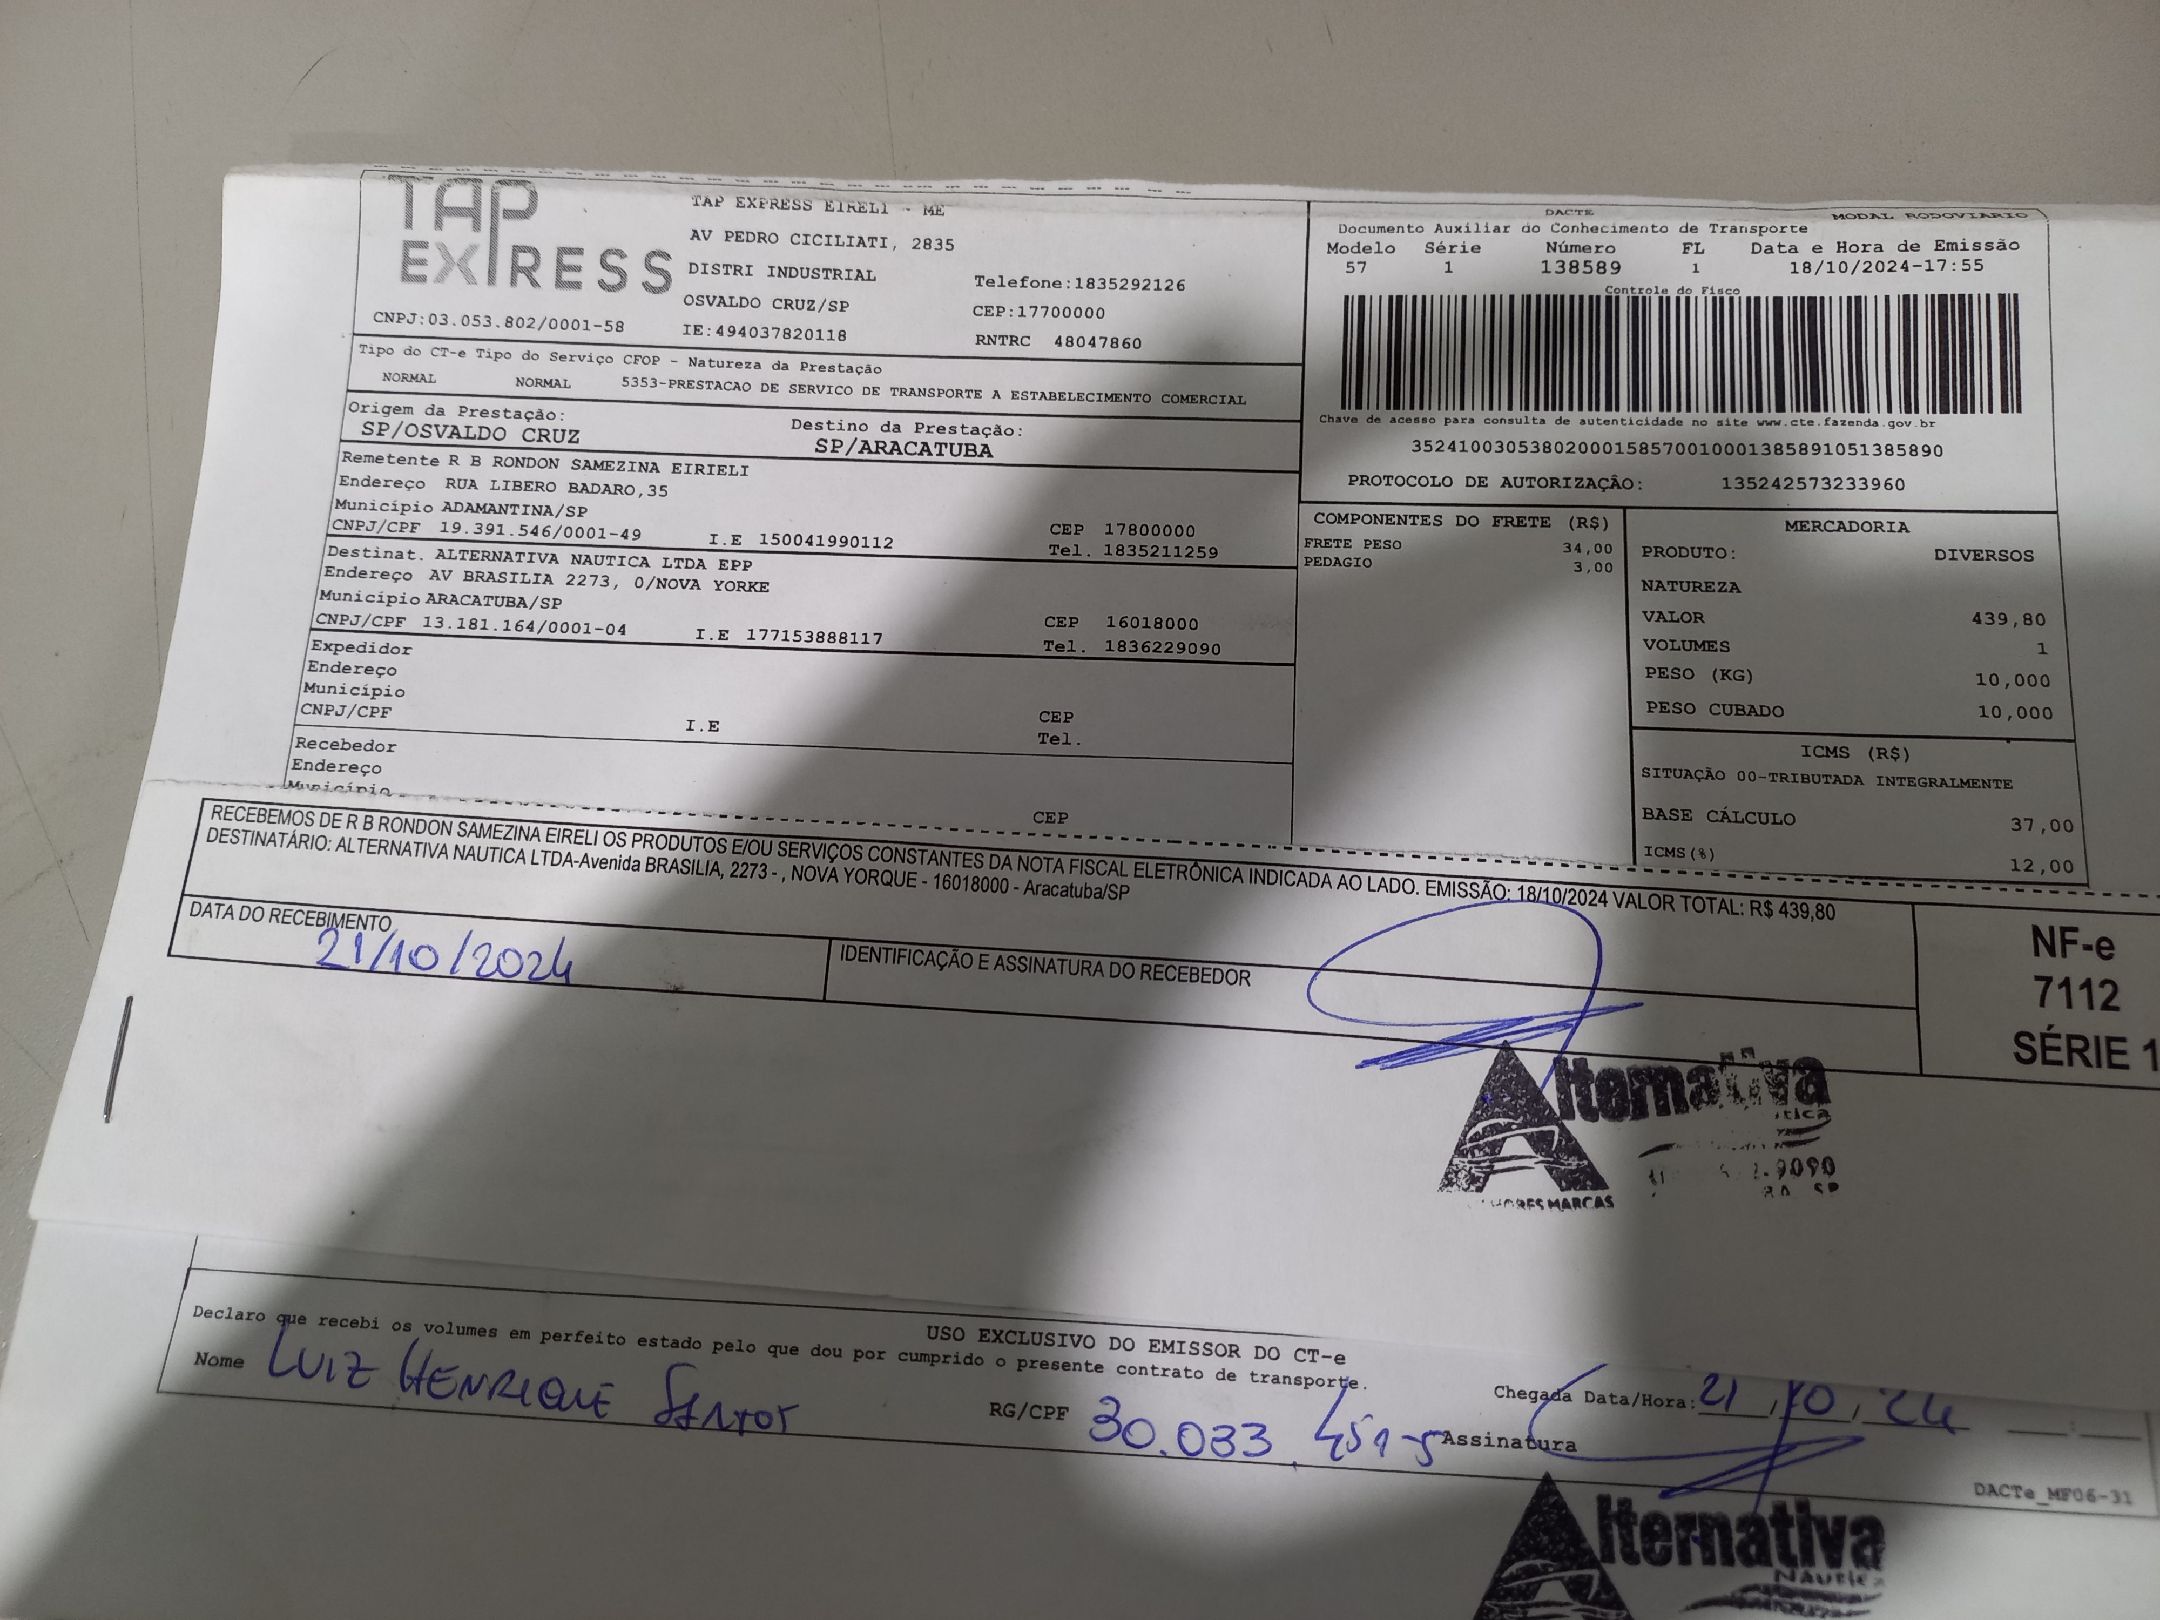 TAP
EXPRESS
CNPJ:03.053.802/0001-58
TAP EXPRESS EIRELI - ME
AV PEDRO CICILIATI, 2835
DISTRI INDUSTRIAL
OSVALDO CRUZ/SP
IE:494037820118
Telefone:1835292126
CEP:17700000
RNTRC 48047860
DACTE MODAL RODOVIARIO
Documento Auxiliar do Conhecimento de Transporte
Modelo Série Número FL Data e Hora de Emissão
57 1 138589 1 18/10/2024-17:55
Controle do Fisco
Chave de acesso para consulta de autenticidade no site www.cte.fazenda.gov.br
35241003053802000158570010001385891051385890
PROTOCOLO DE AUTORIZAÇÃO: 135242573233960
Tipo do CT-e Tipo do Serviço CFOP - Natureza da Prestação
NORMAL NORMAL 5353-PRESTACAO DE SERVICO DE TRANSPORTE A ESTABELECIMENTO COMERCIAL
Origem da Prestação: Destino da Prestação:
SP/OSVALDO CRUZ SP/ARACATUBA
Remetente R B RONDON SAMEZINA EIRIELI
Endereço RUA LIBERO BADARO,35
Município ADAMANTINA/SP CEP 17800000
CNPJ/CPF 19.391.546/0001-49 I.E 150041990112 Tel. 1835211259
Destinat. ALTERNATIVA NAUTICA LTDA EPP
Endereço AV BRASILIA 2273, 0/NOVA YORKE
Município ARACATUBA/SP CEP 16018000
CNPJ/CPF 13.181.164/0001-04 I.E 177153888117 Tel. 1836229090
Expedidor
Endereço
Município CEP
CNPJ/CPF I.E Tel.
Recebedor
Endereço
Município CEP
COMPONENTES DO FRETE (R$)
FRETE PESO 34,00
PEDAGIO 3,00
MERCADORIA
PRODUTO: DIVERSOS
NATUREZA
VALOR 439,80
VOLUMES 1
PESO (KG) 10,000
PESO CUBADO 10,000
ICMS (R$)
SITUAÇÃO 00-TRIBUTADA INTEGRALMENTE
BASE CÁLCULO 37,00
ICMS(%) 12,00
RECEBEMOS DE R B RONDON SAMEZINA EIRELI OS PRODUTOS E/OU SERVIÇOS CONSTANTES DA NOTA FISCAL ELETRÔNICA INDICADA AO LADO. EMISSÃO: 18/10/2024 VALOR TOTAL: R$ 439,80
DESTINATÁRIO: ALTERNATIVA NAUTICA LTDA-Avenida BRASILIA, 2273 - , NOVA YORQUE - 16018000 - Aracatuba/SP
DATA DO RECEBIMENTO
21/10/2024
IDENTIFICAÇÃO E ASSINATURA DO RECEBEDOR
NF-e
7112
SÉRIE 1
Alternativa
MARCAS
USO EXCLUSIVO DO EMISSOR DO CT-e
Declaro que recebi os volumes em perfeito estado pelo que dou por cumprido o presente contrato de transporte.
Nome LUIZ HENRIQUE SANTOS RG/CPF 30.033.451-5 Assinatura
Chegada Data/Hora: 21/10/24 __:__
DACTe_MF06-31
Alternativa
NAUTICA